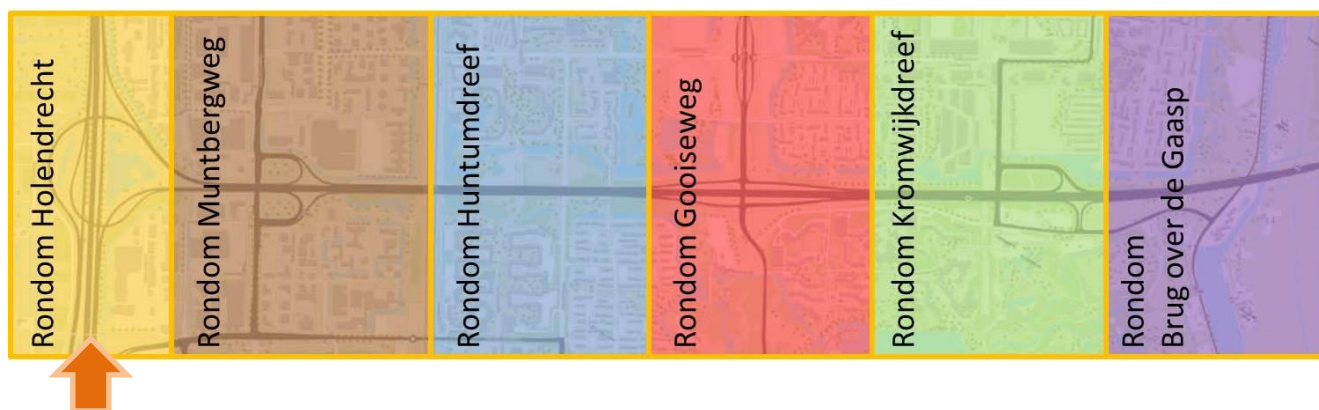 Rondom Holendrecht
Rondom Muntbergweg
Rondom Huntumdreef
Rondom Gooiseweg
Rondom Kromwijkdreef
Rondom
Brug over de Gaasp